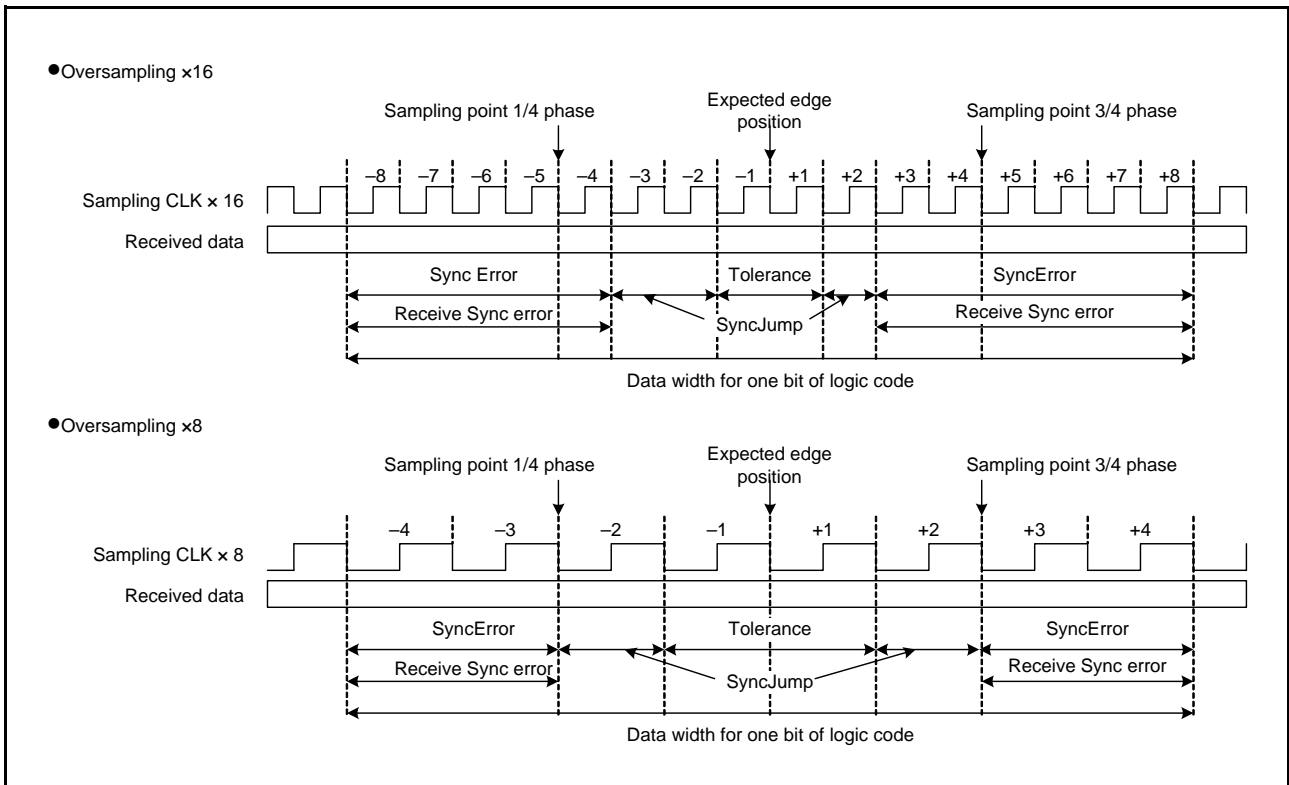 ●Oversampling ×16
Sampling point 1/4 phase
Expected edge
position
Sampling point 3/4 phase
–8 –7 –6 –5 –4 –3 –2 –1 +1 +2 +3 +4 +5 +6 +7 +8
Sampling CLK × 16
Received data
Sync Error Tolerance SyncError
Receive Sync error SyncJump Receive Sync error
Data width for one bit of logic code
●Oversampling ×8
Sampling point 1/4 phase
Expected edge
position
Sampling point 3/4 phase
–4 –3 –2 –1 +1 +2 +3 +4
Sampling CLK × 8
Received data
SyncError Tolerance SyncError
Receive Sync error SyncJump Receive Sync error
Data width for one bit of logic code